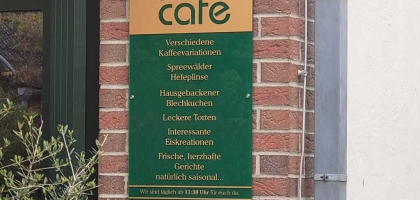 cafe
Verschiedene
Kaffeevariationen
Spreewälder
Hefeplinse
Hausgebackener
Blechkuchen
Leckere Torten
Interessante
Eiskreationen
Frische, herzhafte
Gerichte
natürlich saisonal...
Wir sind täglich ab 11:30 Uhr für euch da.